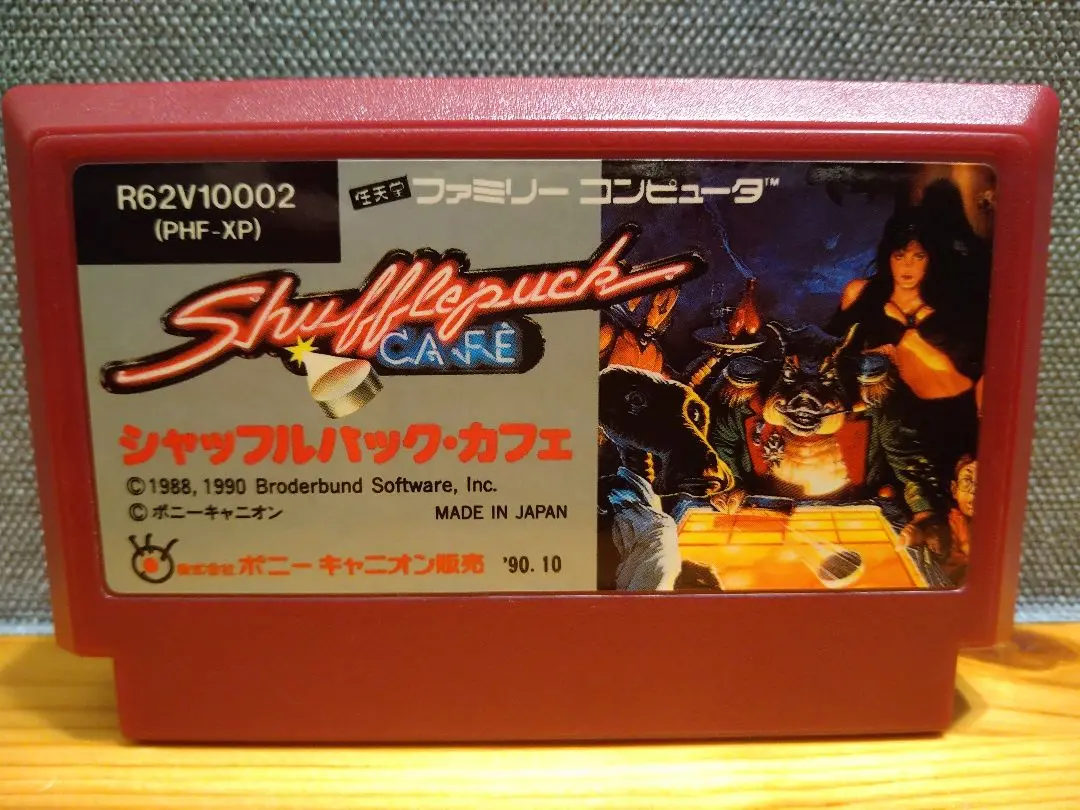 R62V10002
(PHF-XP)
任天堂 ファミリー コンピュータ™
Shufflepuck
CAFÉ
シャッフルパック・カフェ
©1988, 1990 Broderbund Software, Inc.
© ポニーキャニオン
MADE IN JAPAN
株式会社 ポニーキャニオン販売 '90.10